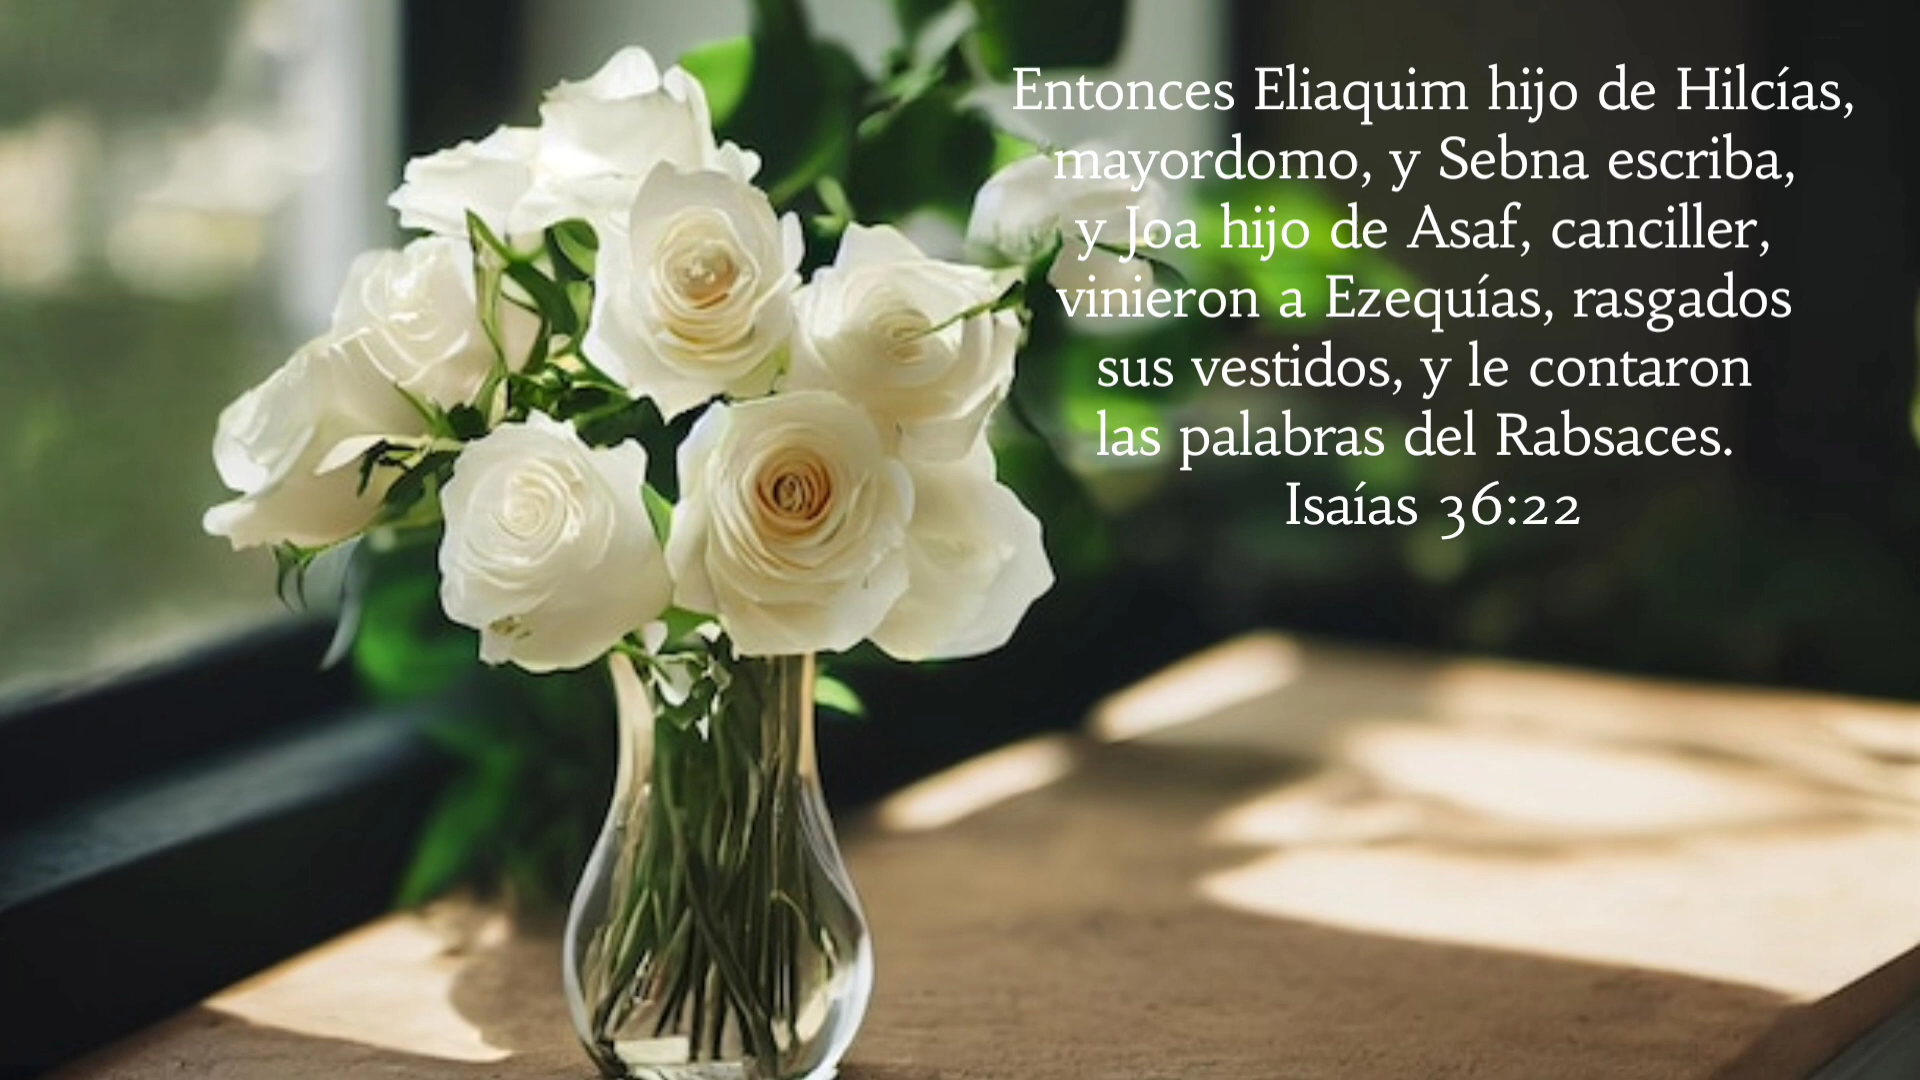 Entonces Eliaquim hijo de Hilcías,
mayordomo, y Sebna escriba,
y Joa hijo de Asaf, canciller,
vinieron a Ezequías, rasgados
sus vestidos, y le contaron
las palabras del Rabsaces.
Isaías 36:22